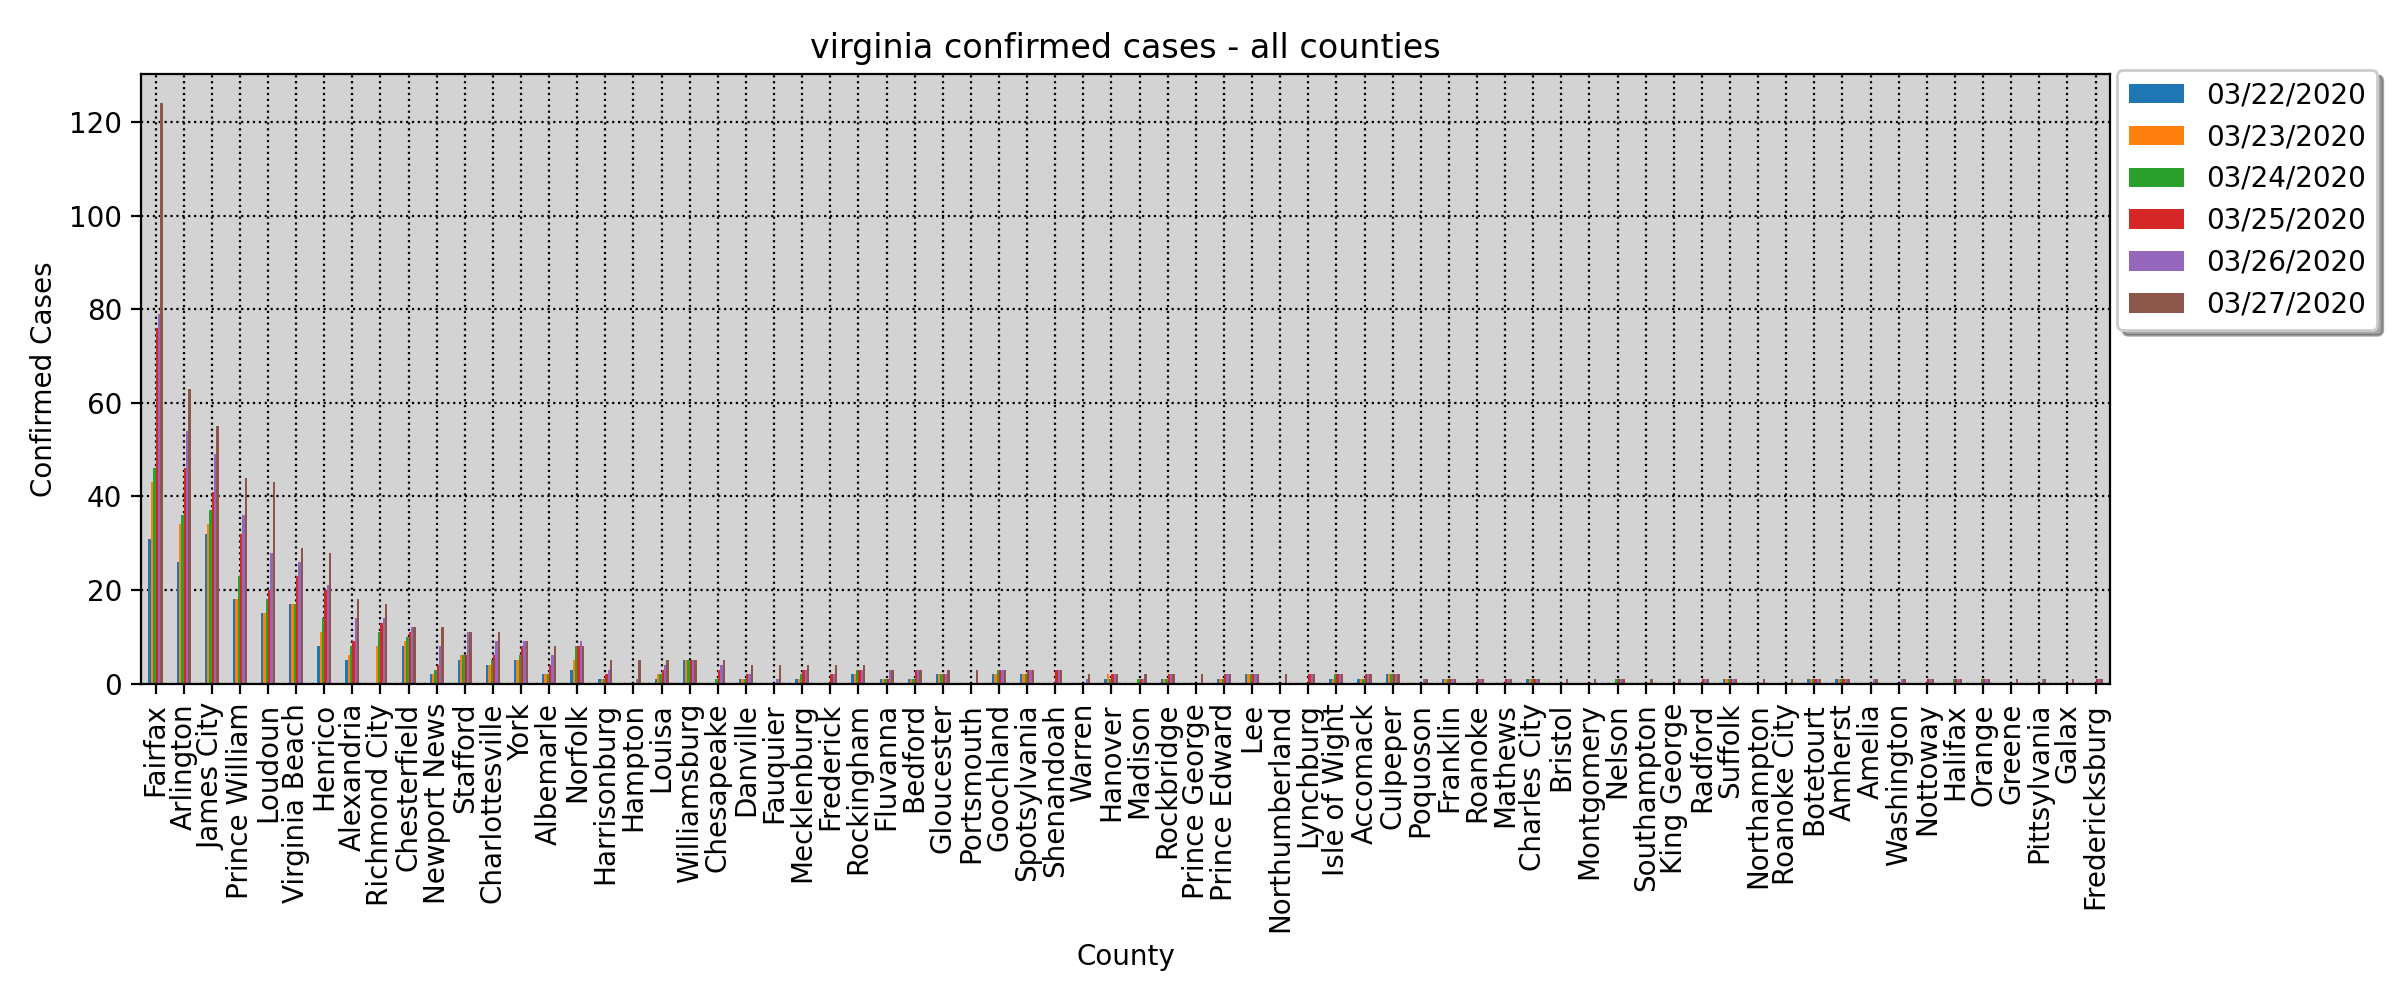 virginia confirmed cases - all counties
Confirmed Cases
120
100
80
60
40
20
0
03/22/2020
03/23/2020
03/24/2020
03/25/2020
03/26/2020
03/27/2020
Fairfax
Arlington
James City
Prince William
Loudoun
Virginia Beach
Henrico
Alexandria
Richmond City
Chesterfield
Newport News
Stafford
Charlottesville
York
Albemarle
Norfolk
Harrisonburg
Hampton
Louisa
Williamsburg
Chesapeake
Danville
Fauquier
Mecklenburg
Frederick
Rockingham
Fluvanna
Bedford
Gloucester
Portsmouth
Goochland
Spotsylvania
Shenandoah
Warren
Hanover
Madison
Rockbridge
Prince George
Prince Edward
Lee
Northumberland
Lynchburg
Isle of Wight
Accomack
Culpeper
Poquoson
Franklin
Roanoke
Mathews
Charles City
Bristol
Montgomery
Nelson
Southampton
King George
Radford
Suffolk
Northampton
Roanoke City
Botetourt
Amherst
Amelia
Washington
Nottoway
Halifax
Orange
Greene
Pittsylvania
Galax
Fredericksburg
County